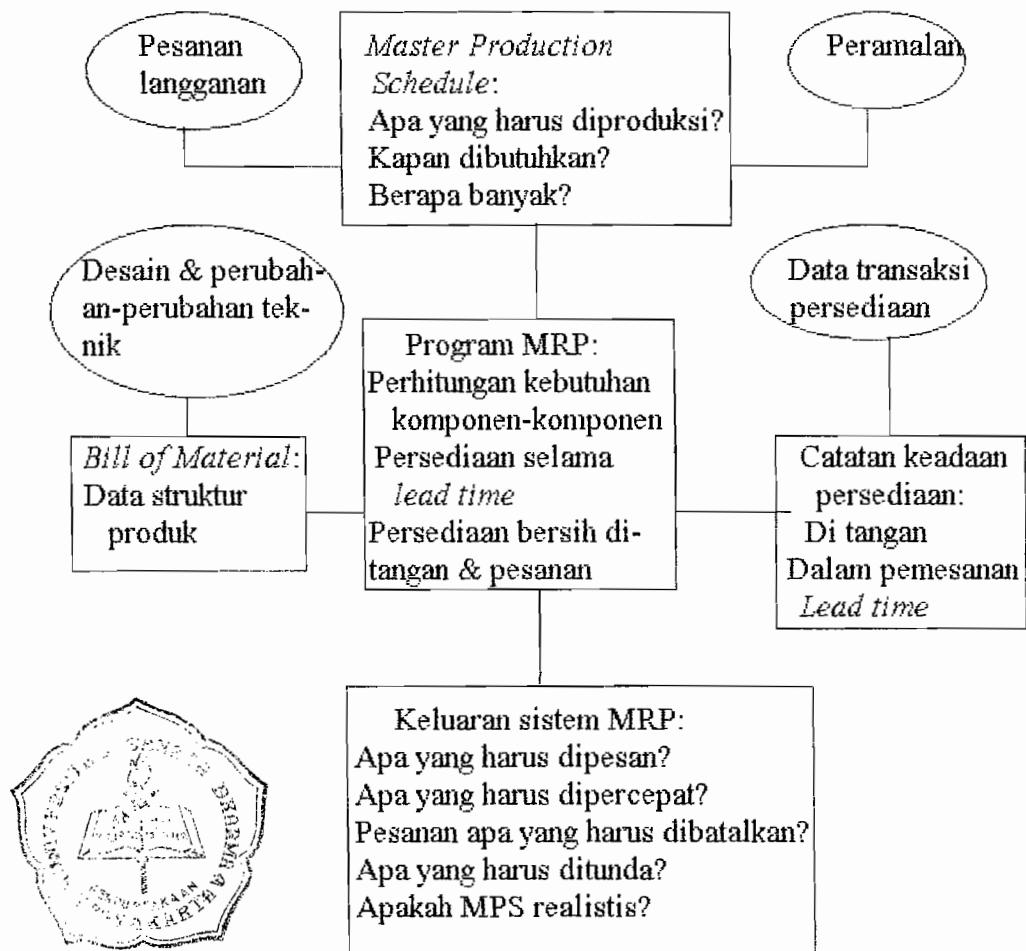 Pesanan
langganan
Master Production
Schedule:
Apa yang harus diproduksi?
Kapan dibutuhkan?
Berapa banyak?
Peramalan
Desain & perubah-
an-perubahan tek-
nik
Data transaksi
persediaan
Program MRP:
Perhitungan kebutuhan
komponen-komponen
Persediaan selama
lead time
Persediaan bersih di-
tangan & pesanan
Bill of Material:
Data struktur
produk
Catatan keadaan
persediaan:
Di tangan
Dalam pemesanan
Lead time
Keluaran sistem MRP:
Apa yang harus dipesan?
Apa yang harus dipercepat?
Pesanan apa yang harus dibatalkan?
Apa yang harus ditunda?
Apakah MPS realistis?